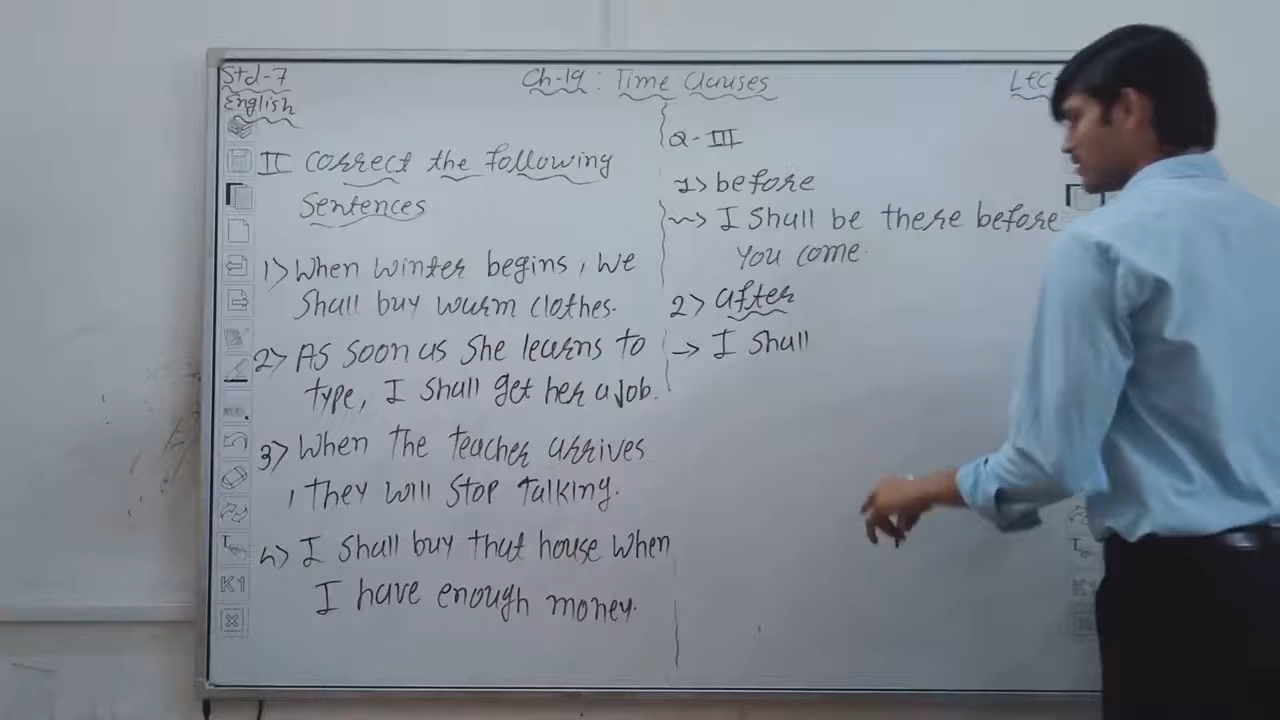 Std-7
English
Ch-19 : Time Clauses
Lec
II Correct the following
Sentences
1) When winter begins, we
Shall buy warm clothes.
2) As soon as she learns to
type, I shall get her a job.
3) When the teacher arrives
, they will stop talking.
4) I shall buy that house when
I have enough money.
Q-III
1) before
→ I shall be there before
you come.
2) after
→ I shall
T
K1